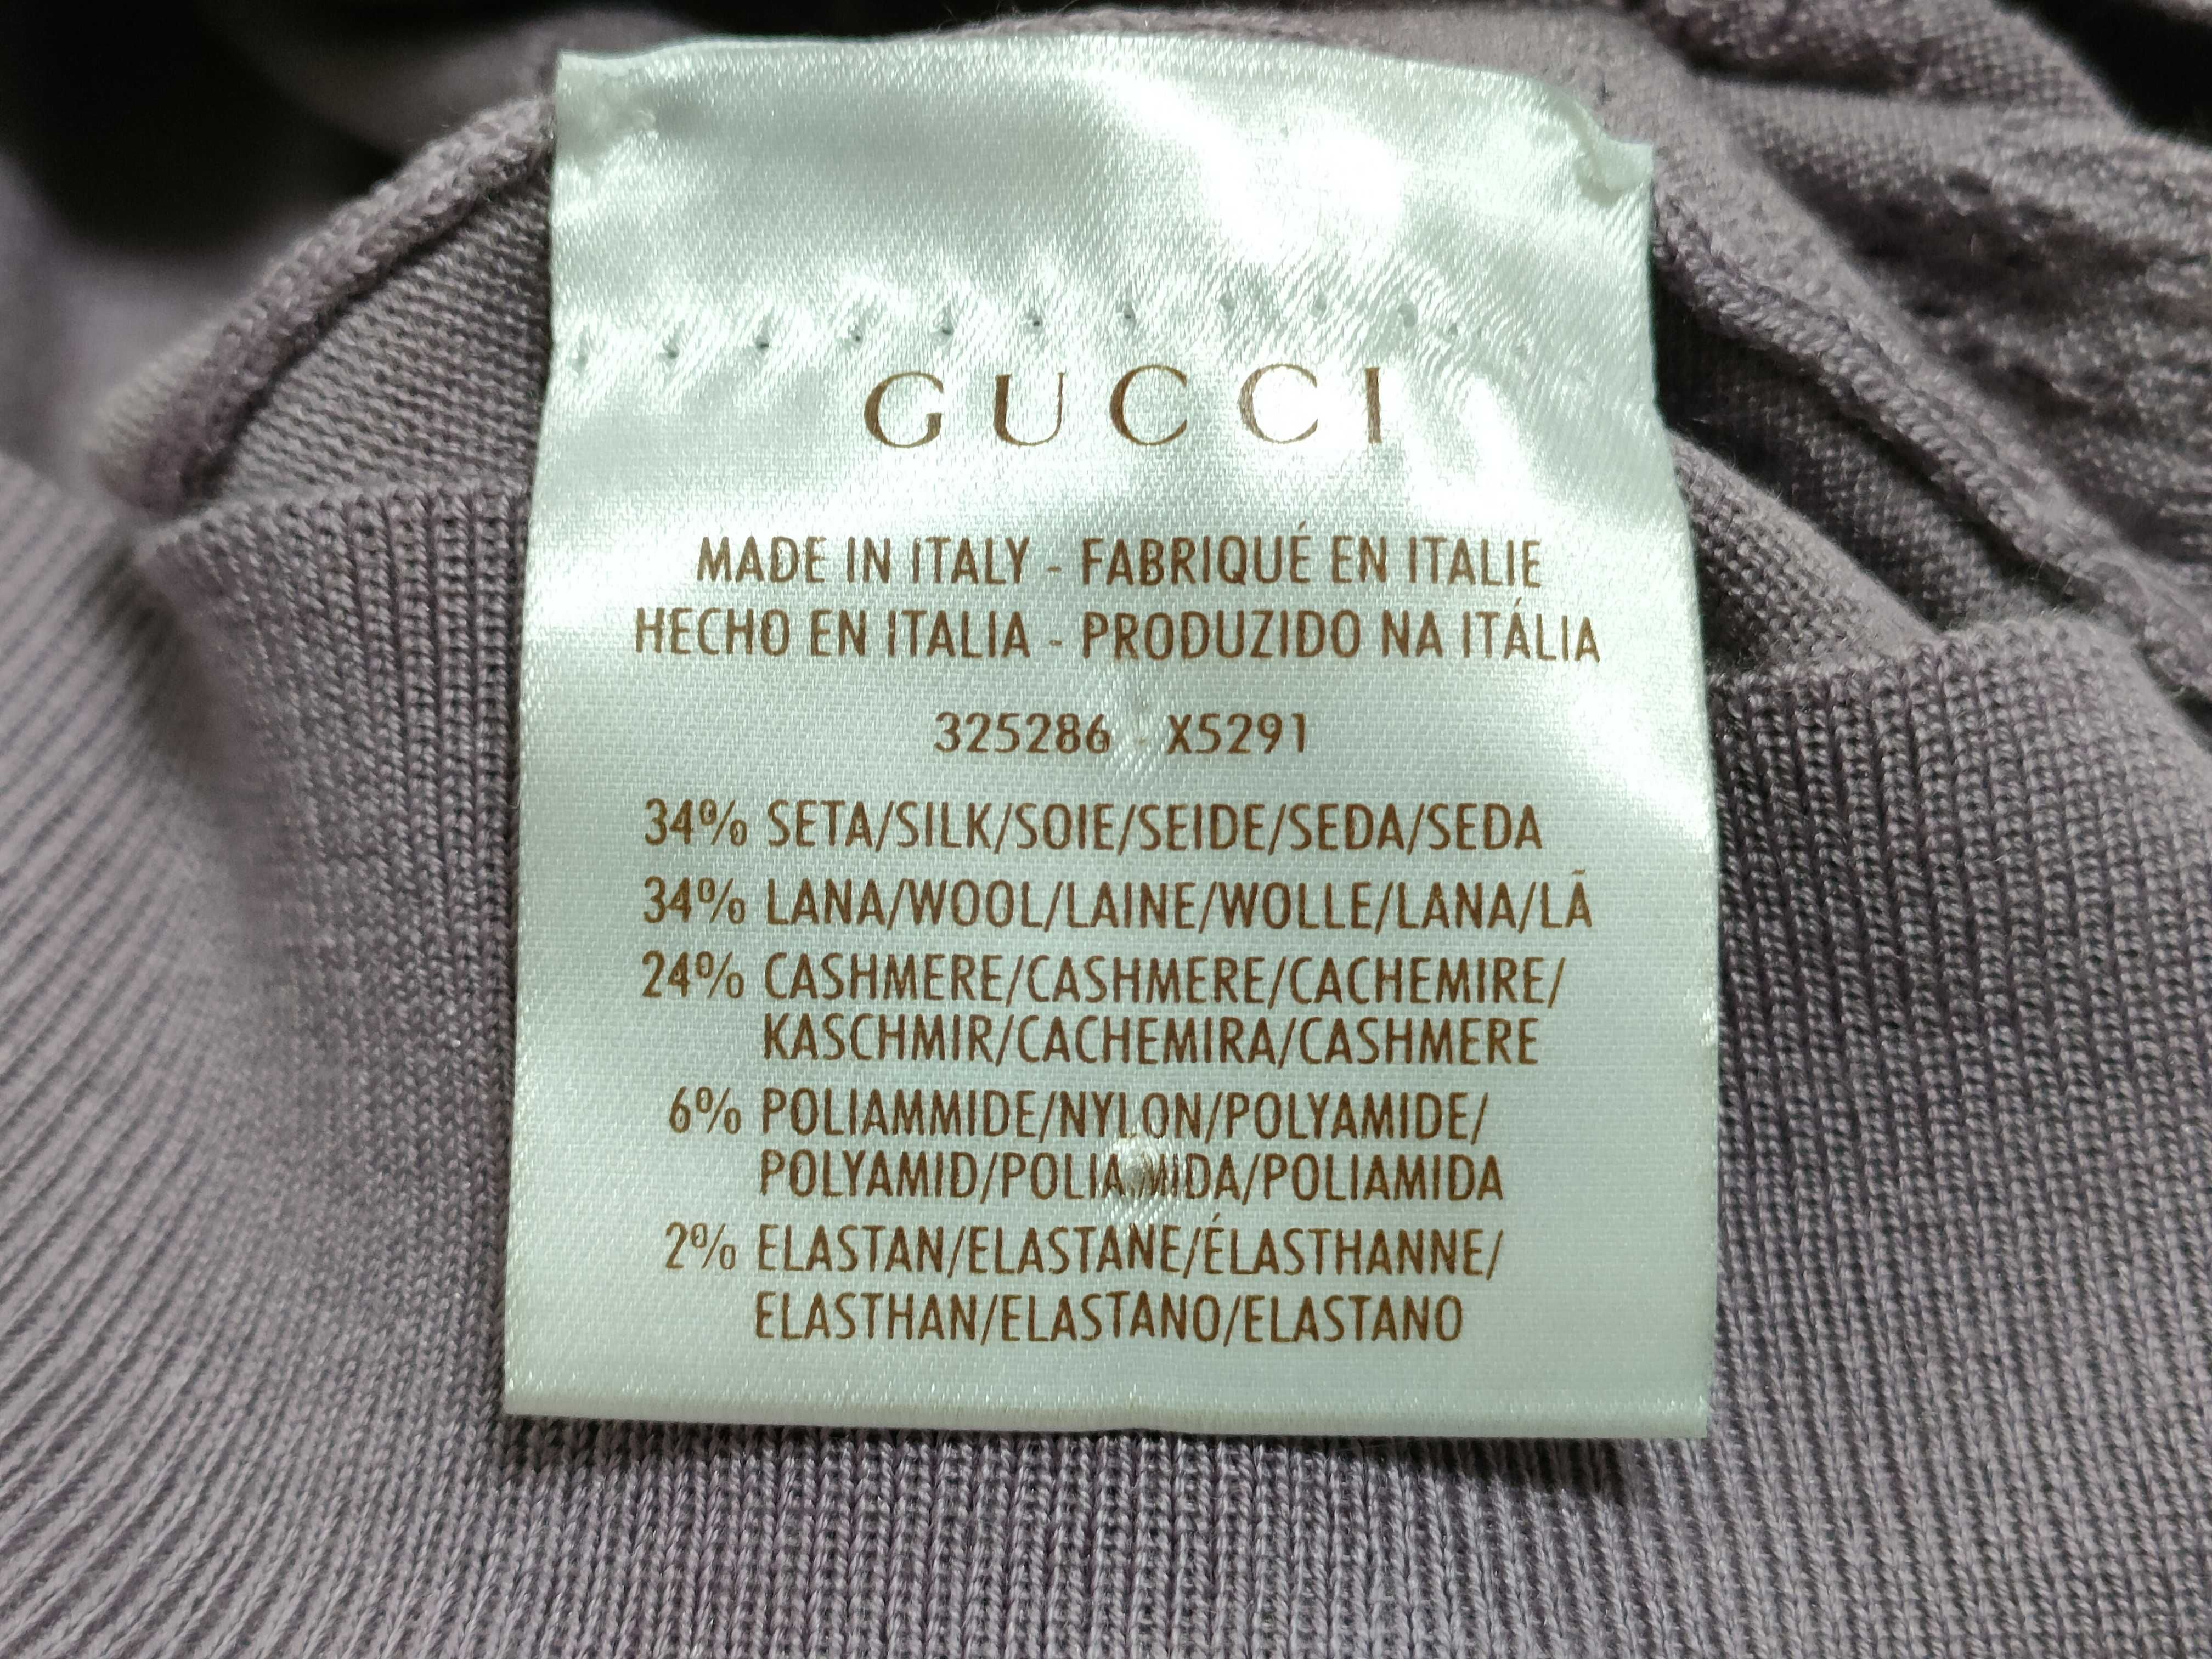 GUCCI
MADE IN ITALY - FABRIQUÉ EN ITALIE
HECHO EN ITALIA - PRODUZIDO NA ITÁLIA
325286 X5291
34% SETA/SILK/SOIE/SEIDE/SEDA/SEDA
34% LANA/WOOL/LAINE/WOLLE/LANA/LÃ
24% CASHMERE/CASHMERE/CACHEMIRE/
KASCHMIR/CACHEMIRA/CASHMERE
6% POLIAMMIDE/NYLON/POLYAMIDE/
POLYAMID/POLIAMIDA/POLIAMIDA
2% ELASTAN/ELASTANE/ÉLASTHANNE/
ELASTHAN/ELASTANO/ELASTANO